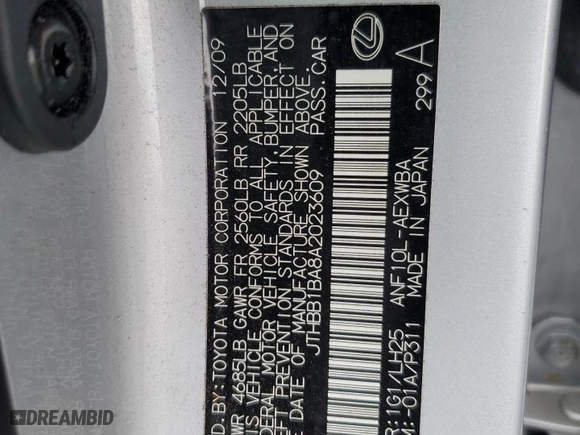 D. BY: TOYOTA MOTOR CORPORATION 12/09
WR 4685LB GAWR FR 2560LB RR 2205LB
IS VEHICLE CONFORMS TO ALL APPLICABLE
DERAL MOTOR VEHICLE SAFETY, BUMPER, AND
EFT PREVENTION STANDARDS IN EFFECT ON
E DATE OF MANUFACTURE SHOWN ABOVE.
JTHBB1BA8A2023609 PASS. CAR
R: 1G1/LH25 ANF10L-AEXWBA 299 A
M: -01A/P311 MADE IN JAPAN
DREAMBID